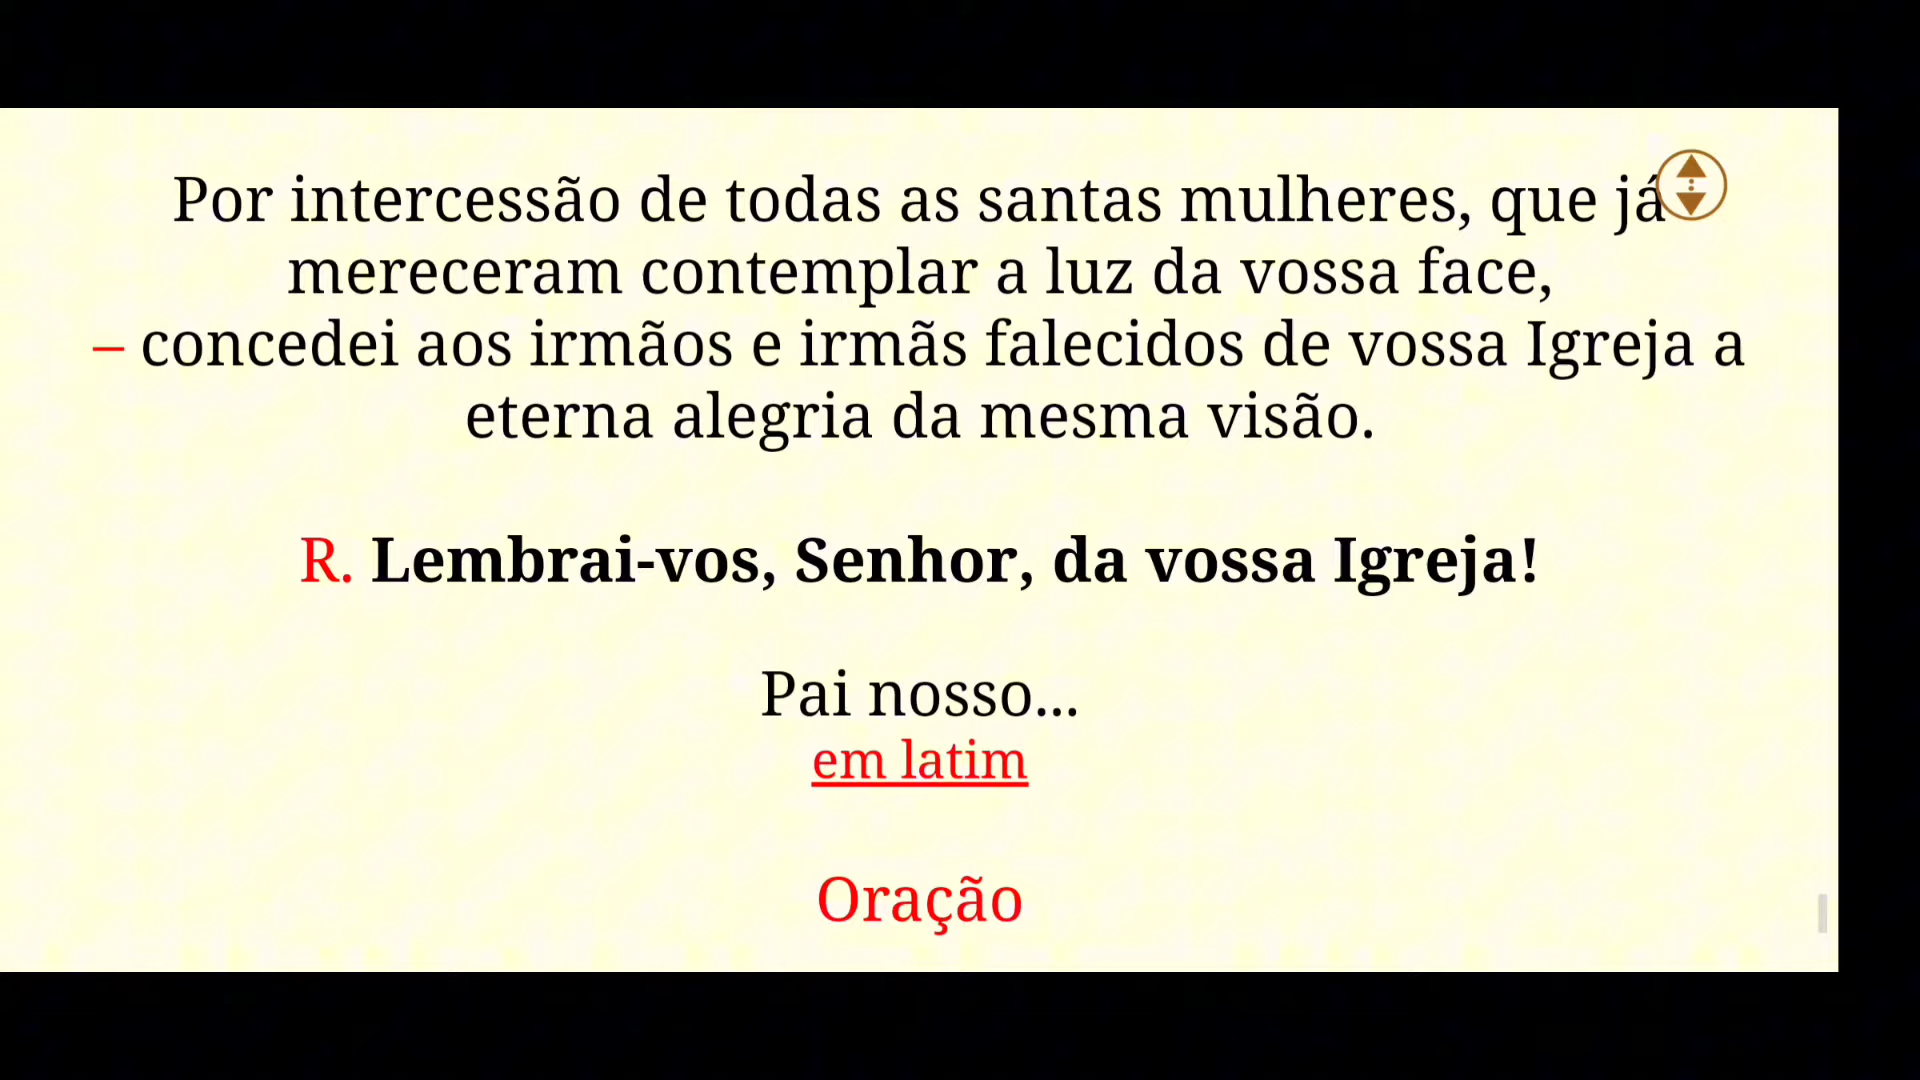 Por intercessão de todas as santas mulheres, que já
mereceram contemplar a luz da vossa face,
– concedei aos irmãos e irmãs falecidos de vossa Igreja a
eterna alegria da mesma visão.
R. Lembrai-vos, Senhor, da vossa Igreja!
Pai nosso...
em latim
Oração